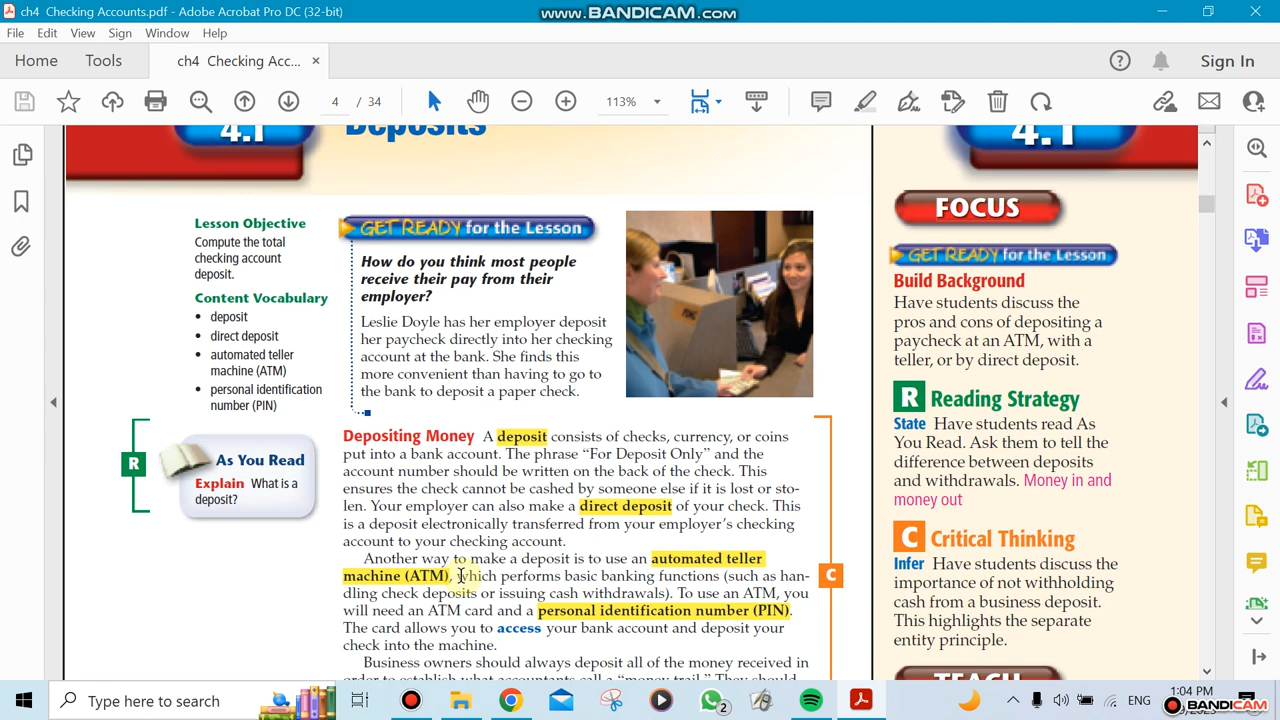 ch4 Checking Accounts.pdf - Adobe Acrobat Pro DC (32-bit)
www.BANDICAM.com
File Edit View Sign Window Help
Home Tools ch4 Checking Acc... × Sign In
4 / 34 113%
4.1 Deposits
Lesson Objective
Compute the total
checking account
deposit.
Content Vocabulary
• deposit
• direct deposit
• automated teller
machine (ATM)
• personal identification
number (PIN)
R
As You Read
Explain What is a
deposit?
GET READY for the Lesson
How do you think most people
receive their pay from their
employer?
Leslie Doyle has her employer deposit
her paycheck directly into her checking
account at the bank. She finds this
more convenient than having to go to
the bank to deposit a paper check.
Depositing Money A deposit consists of checks, currency, or coins
put into a bank account. The phrase “For Deposit Only” and the
account number should be written on the back of the check. This
ensures the check cannot be cashed by someone else if it is lost or sto-
len. Your employer can also make a direct deposit of your check. This
is a deposit electronically transferred from your employer’s checking
account to your checking account.
Another way to make a deposit is to use an automated teller
machine (ATM), which performs basic banking functions (such as han-
dling check deposits or issuing cash withdrawals). To use an ATM, you
will need an ATM card and a personal identification number (PIN).
The card allows you to access your bank account and deposit your
check into the machine.
Business owners should always deposit all of the money received in
order to establish what accountants call a “money trail.” They should
C
4.1
FOCUS
GET READY for the Lesson
Build Background
Have students discuss the
pros and cons of depositing a
paycheck at an ATM, with a
teller, or by direct deposit.
R Reading Strategy
State Have students read As
You Read. Ask them to tell the
difference between deposits
and withdrawals. Money in and
money out
C Critical Thinking
Infer Have students discuss the
importance of not withholding
cash from a business deposit.
This highlights the separate
entity principle.
TEACH
Type here to search
2
ENG
1:04 PM
BANDICAM